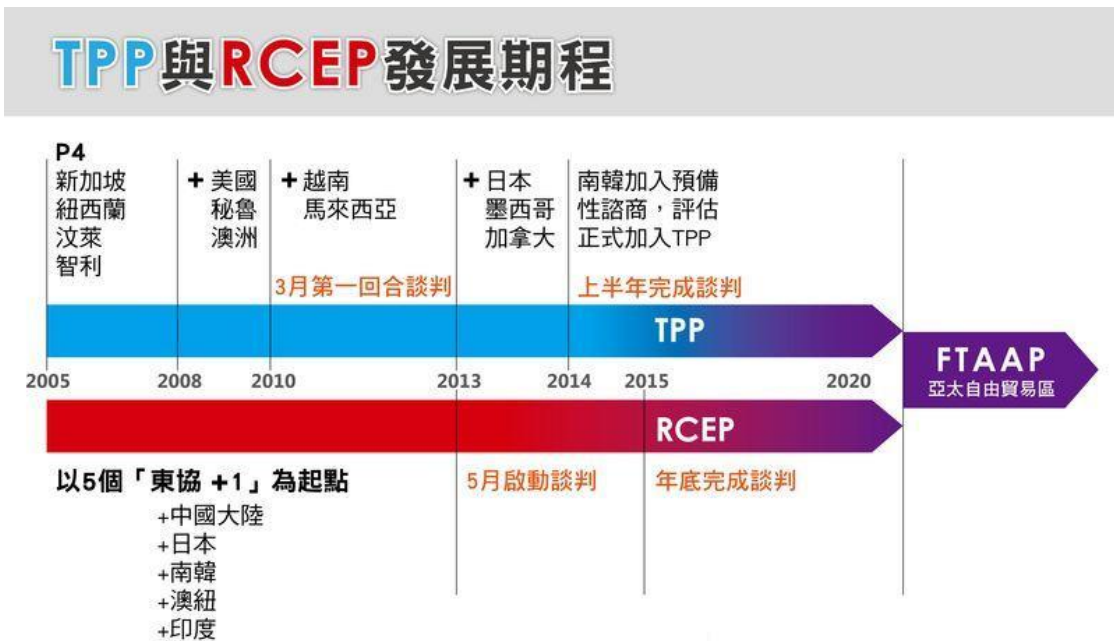 TPP與RCEP發展期程
P4
新加坡
紐西蘭
汶萊
智利
+ 美國
秘魯
澳洲
+ 越南
馬來西亞
3月第一回合談判
+ 日本
墨西哥
加拿大
南韓加入預備
性諮商，評估
正式加入TPP
上半年完成談判
TPP
2005
2008
2010
2013
2014
2015
2020
FTAAP
亞太自由貿易區
RCEP
以5個「東協 +1」為起點
+中國大陸
+日本
+南韓
+澳紐
+印度
5月啟動談判
年底完成談判